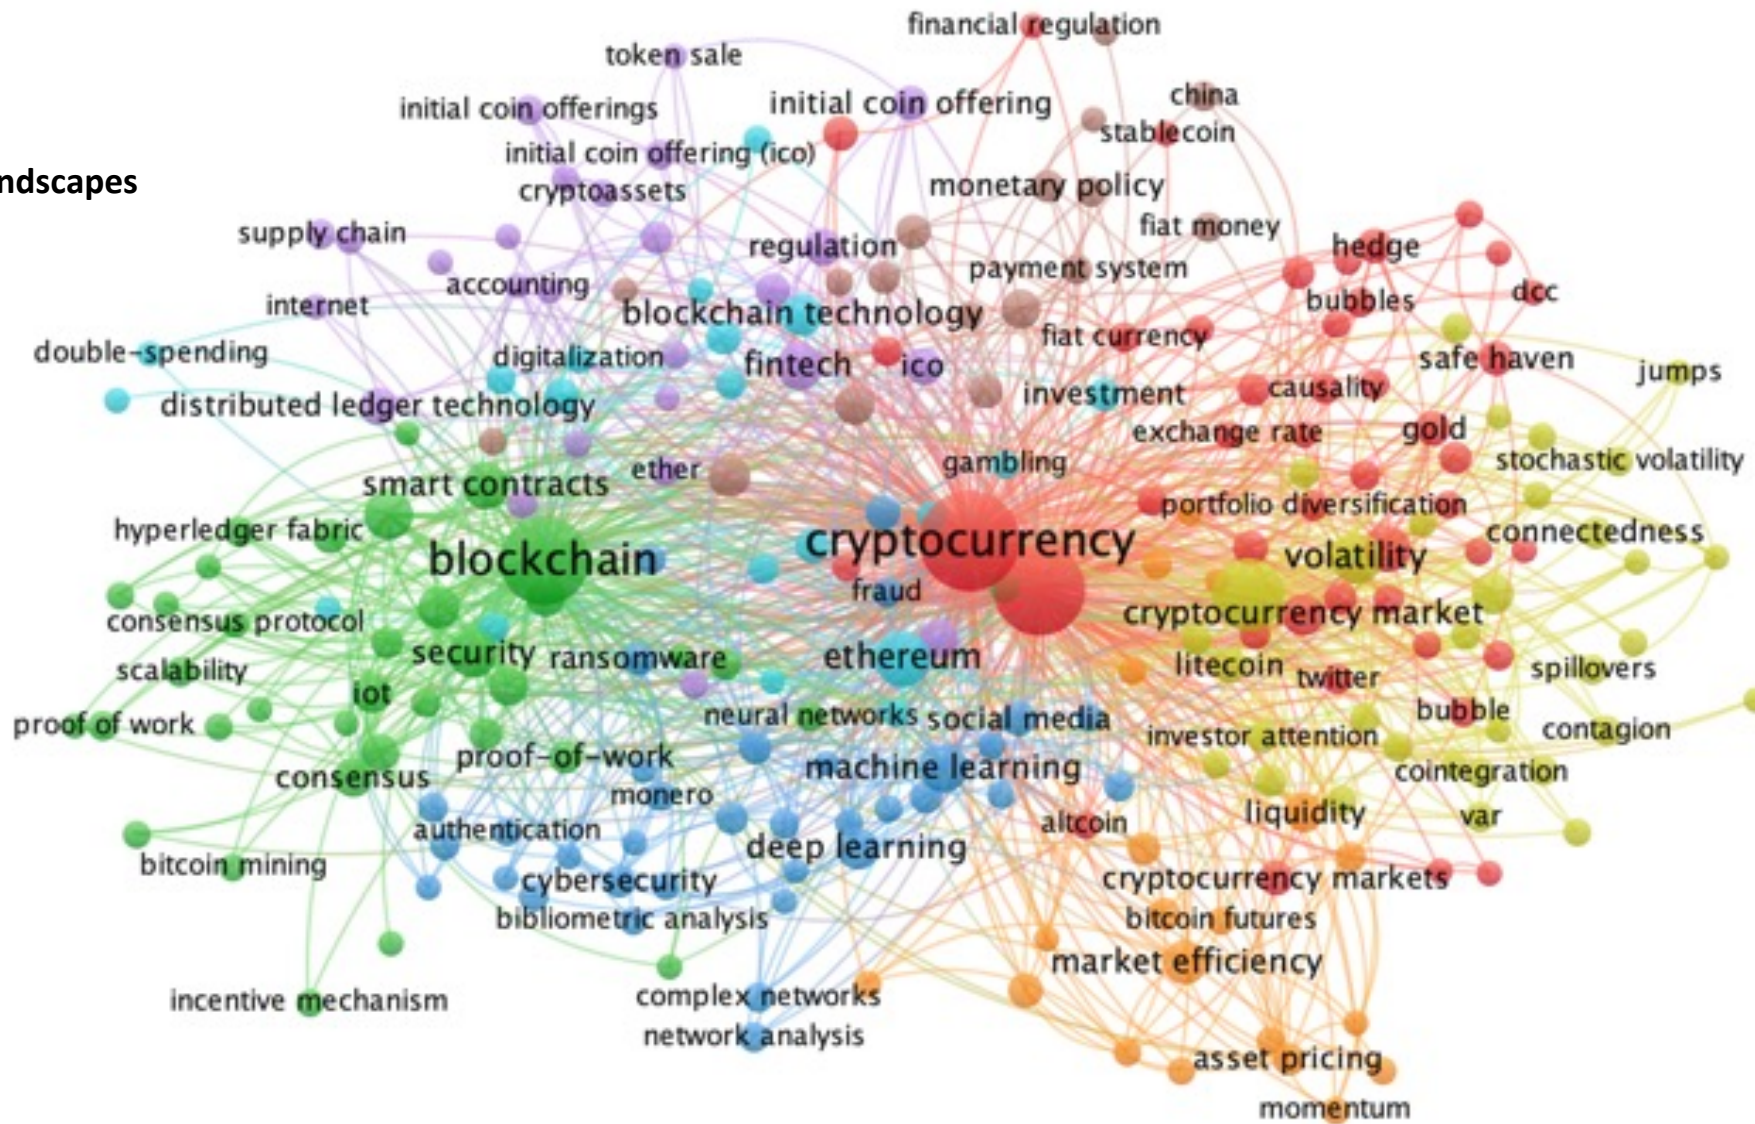 financial regulation
token sale
china
initial coin offerings
initial coin offering
stablecoin
initial coin offering (ico)
ndscapes
cryptoassets
monetary policy
supply chain
regulation
fiat money
hedge
payment system
accounting
dcc
internet
bubbles
blockchain technology
fiat currency
double-spending
digitalization
fintech
ico
safe haven
jumps
causality
investment
distributed ledger technology
exchange rate
gold
gambling
stochastic volatility
ether
smart contracts
portfolio diversification
hyperledger fabric
connectedness
cryptocurrency
blockchain
volatility
fraud
cryptocurrency market
consensus protocol
security
ransomware
ethereum
litecoin
twitter
spillovers
scalability
iot
bubble
proof of work
neural networks
social media
investor attention
contagion
proof-of-work
machine learning
cointegration
consensus
monero
liquidity
var
authentication
altcoin
deep learning
bitcoin mining
cybersecurity
cryptocurrency markets
bibliometric analysis
bitcoin futures
market efficiency
incentive mechanism
complex networks
network analysis
asset pricing
momentum